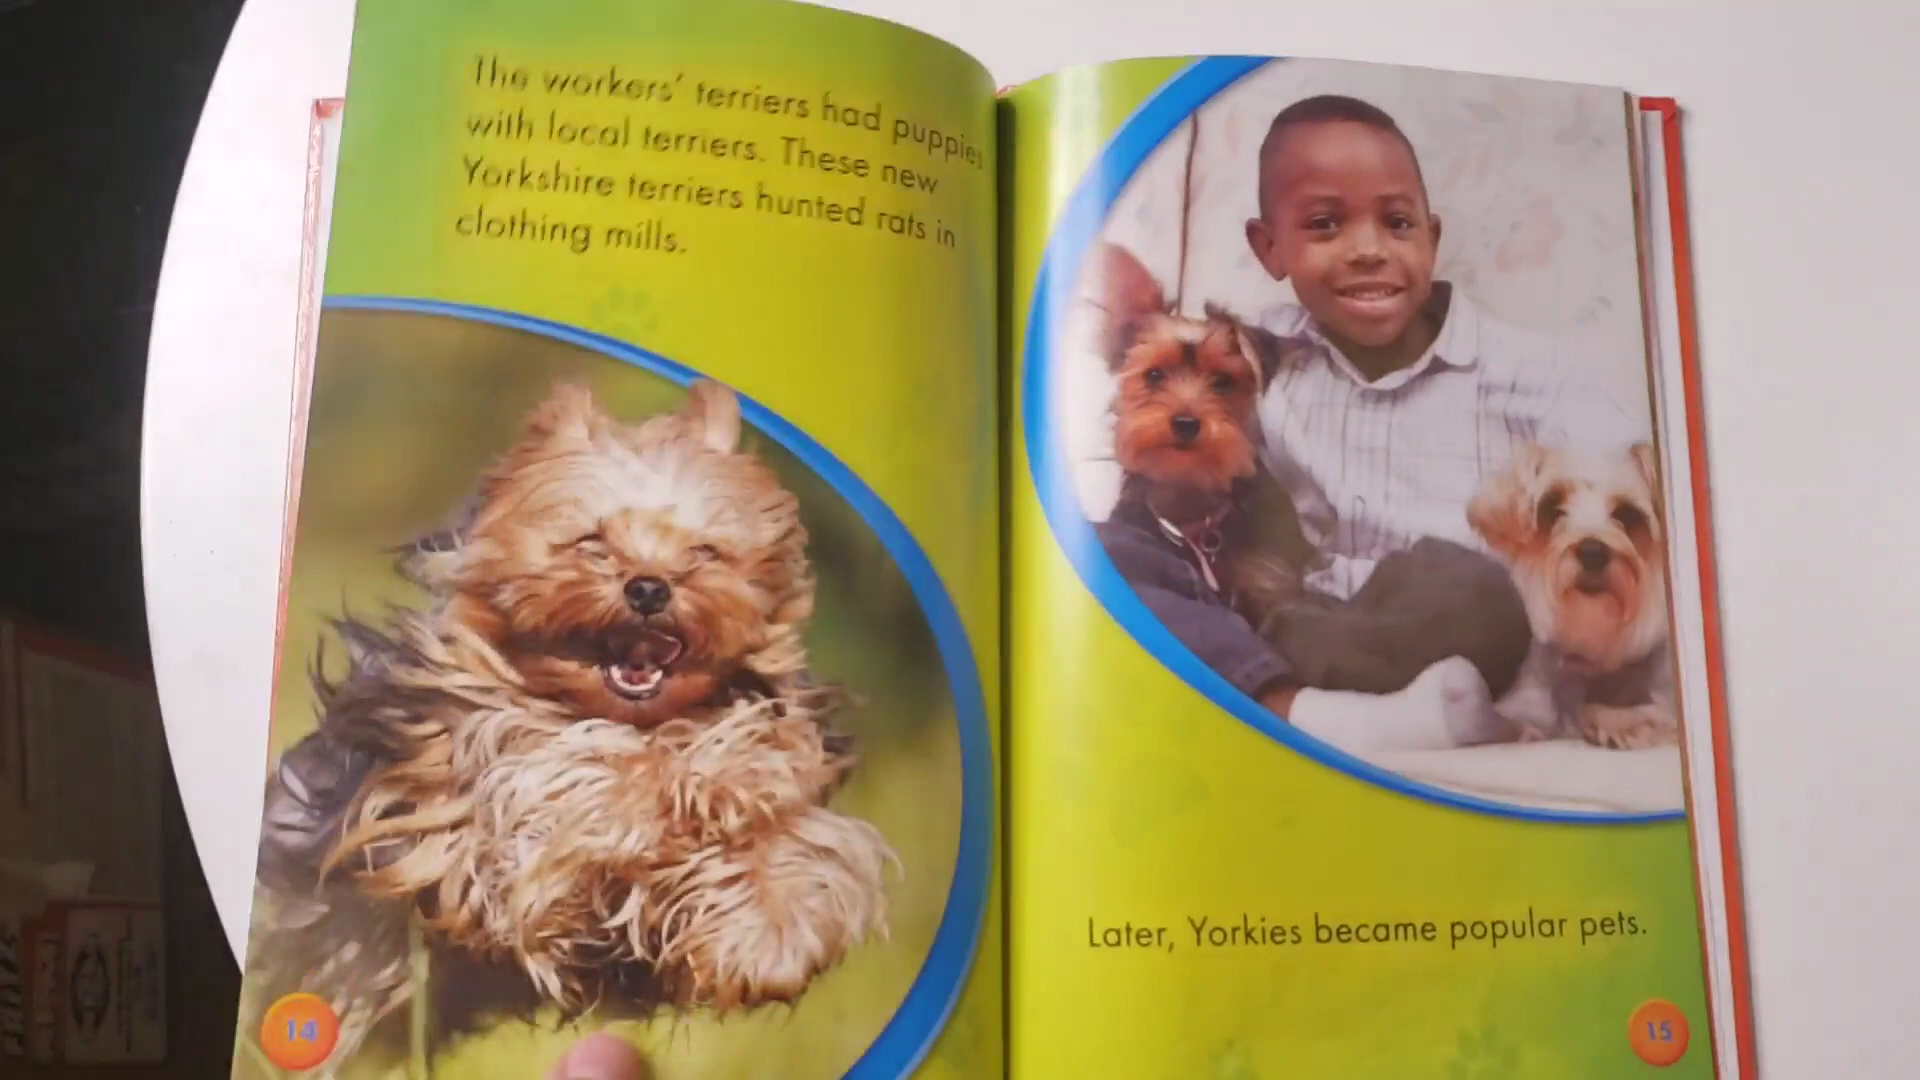 The workers' terriers had puppies
with local terriers. These new
Yorkshire terriers hunted rats in
clothing mills.
14
Later, Yorkies became popular pets.
15